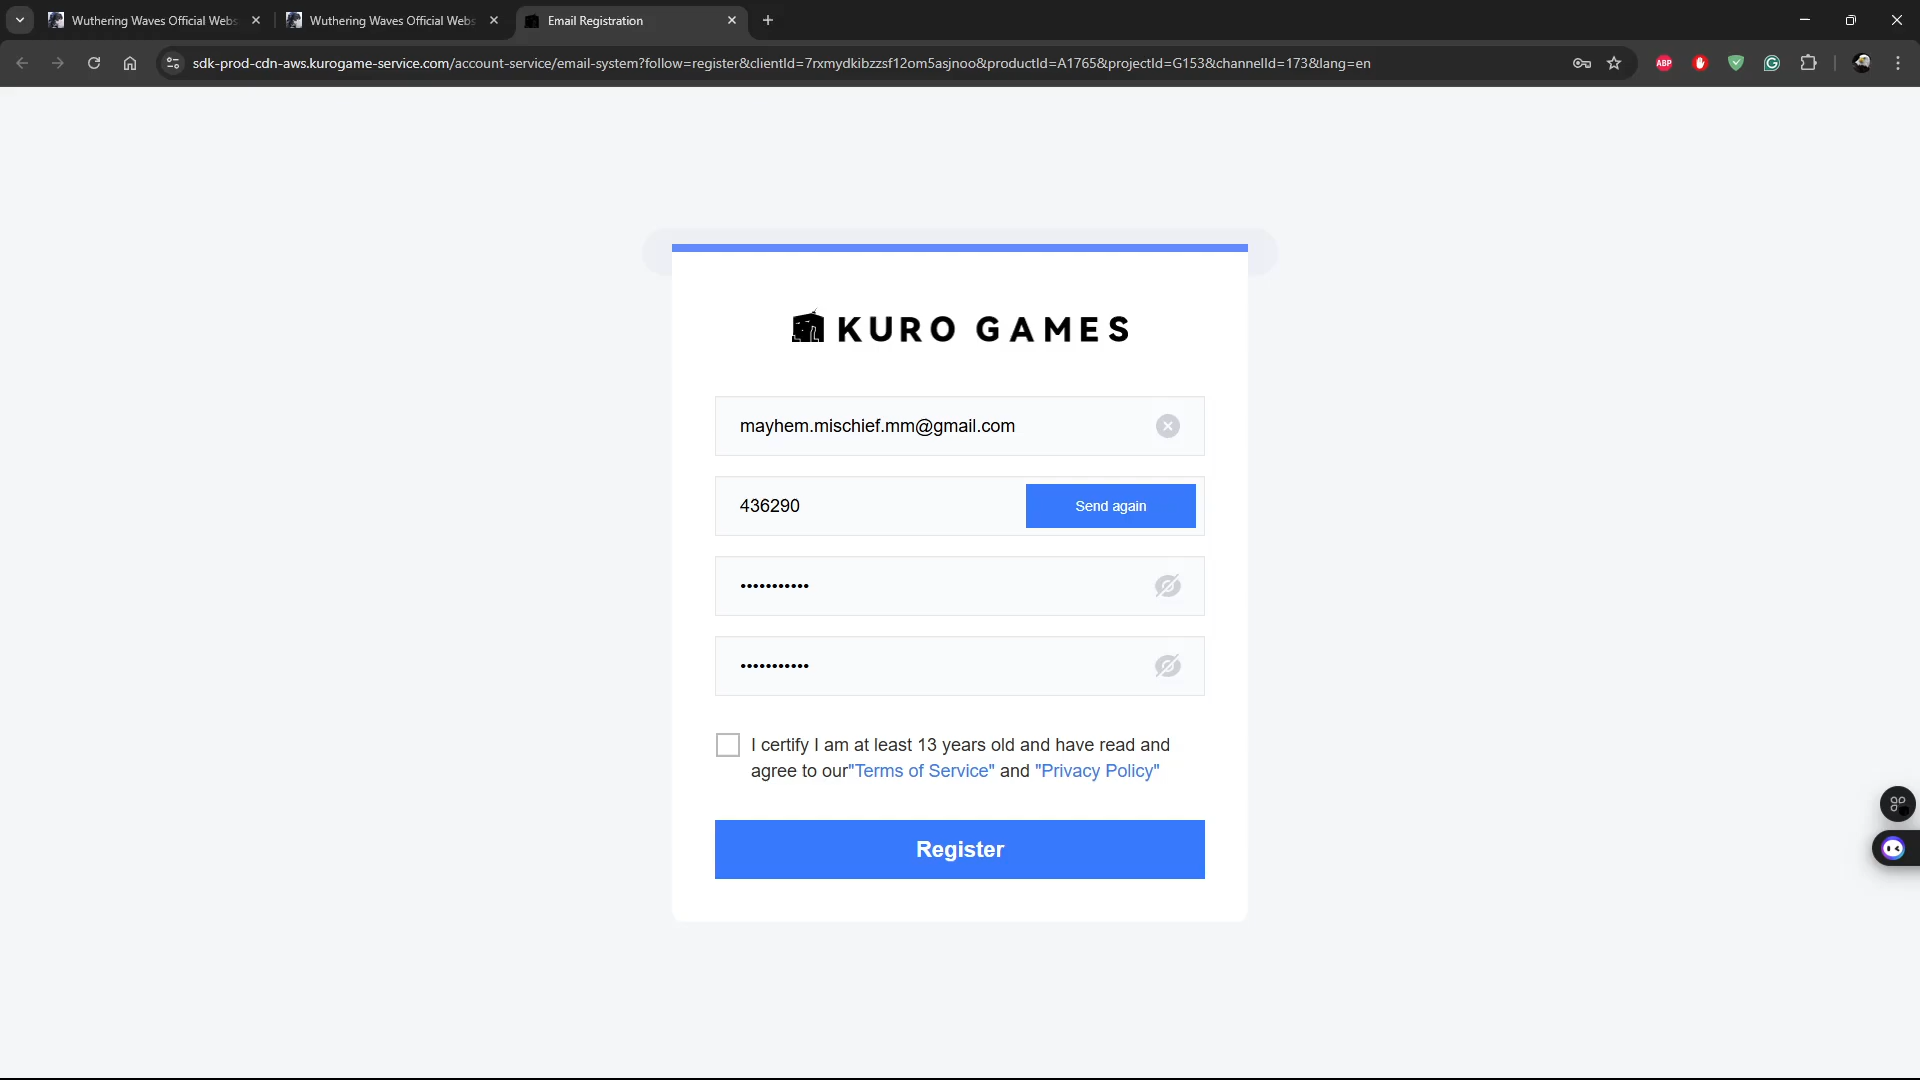 Wuthering Waves Official Webs
Wuthering Waves Official Webs
Email Registration
sdk-prod-cdn-aws.kurogame-service.com/account-service/email-system?follow=register&clientId=7rxmydkibzzsf12om5asjnoo&productId=A1765&projectId=G153&channelId=173&lang=en
ABP
KURO GAMES
mayhem.mischief.mm@gmail.com
436290
Send again
•••••••••••
•••••••••••
I certify I am at least 13 years old and have read and
agree to our"Terms of Service" and "Privacy Policy"
Register